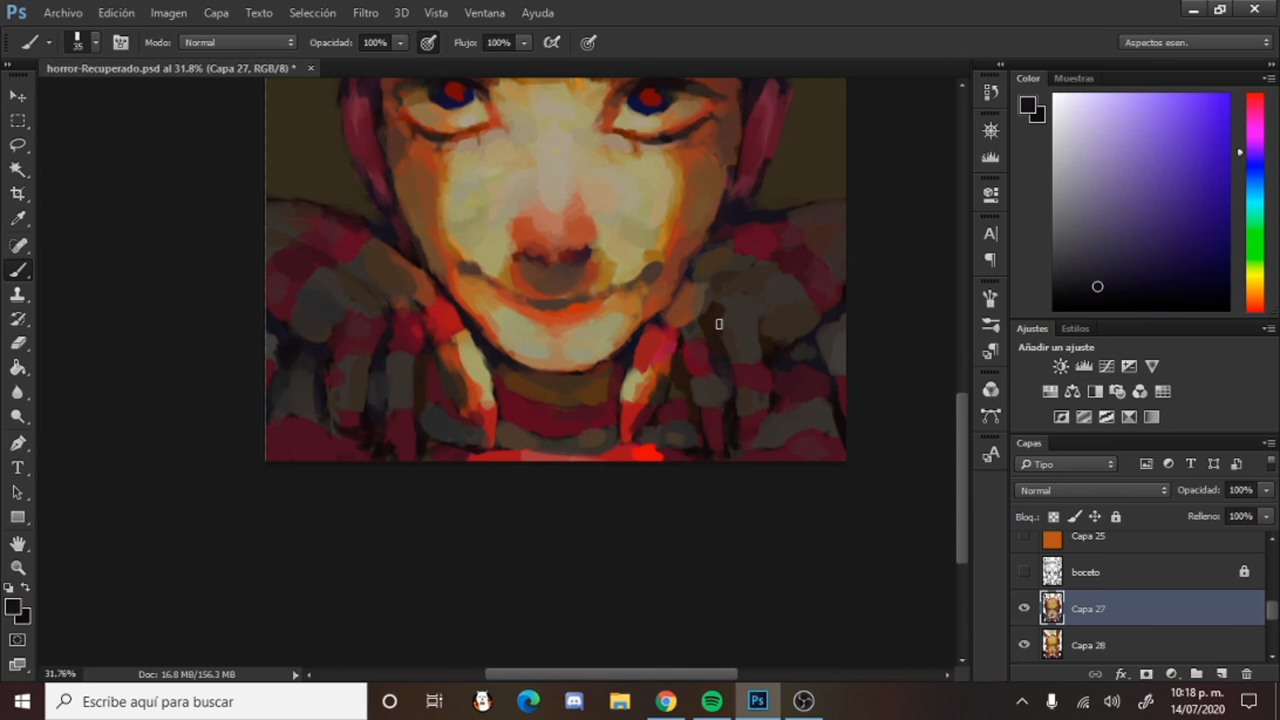 Ps Archivo Edición Imagen Capa Texto Selección Filtro 3D Vista Ventana Ayuda
35 Modo: Normal Opacidad: 100% Flujo: 100% Aspectos esen.
horror-Recuperado.psd al 31.8% (Capa 27, RGB/8) * ×
Color Muestras
Ajustes Estilos
Añadir un ajuste
Capas
Tipo
Normal Opacidad: 100%
Bloq.: Relleno: 100%
Capa 25
boceto
Capa 27
Capa 28
31.76% Doc: 16.8 MB/156.3 MB
Escribe aquí para buscar
Ps
10:18 p. m.
14/07/2020